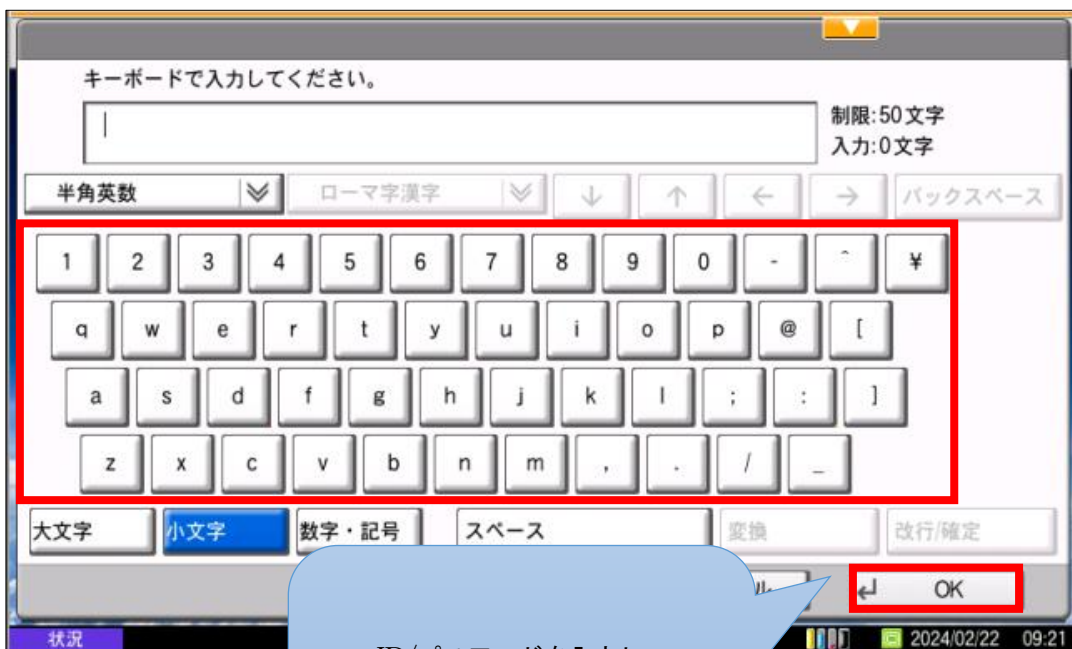 キーボードで入力してください。
制限:50文字
入力:0文字
半角英数 ローマ字漢字 ↓ ↑ ← → バックスペース
1 2 3 4 5 6 7 8 9 0 - ^ ¥
q w e r t y u i o p @ [
a s d f g h j k l ; : ]
z x c v b n m , . / _
大文字 小文字 数字・記号 スペース 変換 改行/確定
ル OK
状況 2024/02/22 09:21